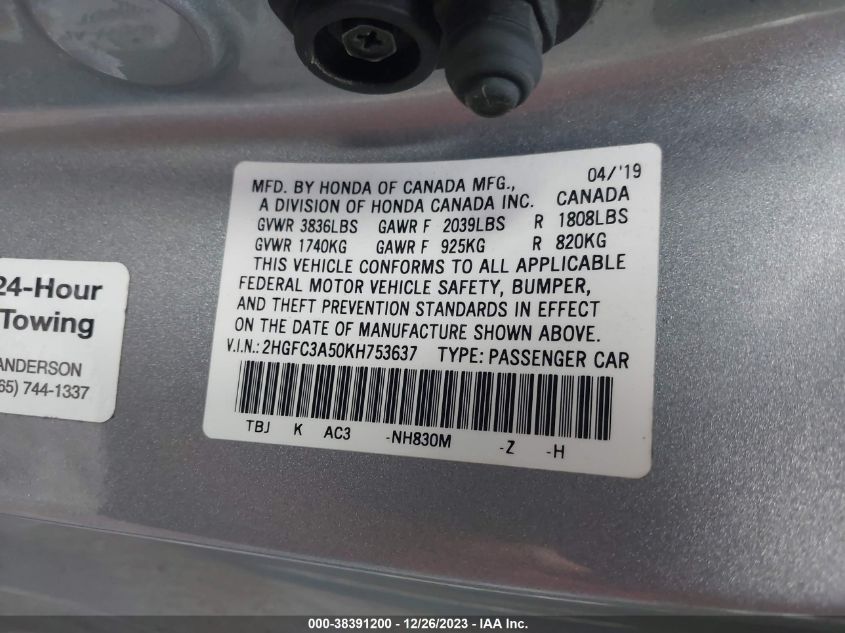 04/'19
MFD. BY HONDA OF CANADA MFG.,
A DIVISION OF HONDA CANADA INC. CANADA
GVWR 3836LBS GAWR F 2039LBS R 1808LBS
GVWR 1740KG GAWR F 925KG R 820KG
THIS VEHICLE CONFORMS TO ALL APPLICABLE
FEDERAL MOTOR VEHICLE SAFETY, BUMPER,
AND THEFT PREVENTION STANDARDS IN EFFECT
ON THE DATE OF MANUFACTURE SHOWN ABOVE.
V.I.N.:2HGFC3A50KH753637 TYPE: PASSENGER CAR
TBJ K AC3 -NH830M -Z -H
24-Hour
Towing
ANDERSON
65) 744-1337
000-38391200 - 12/26/2023 - IAA Inc.